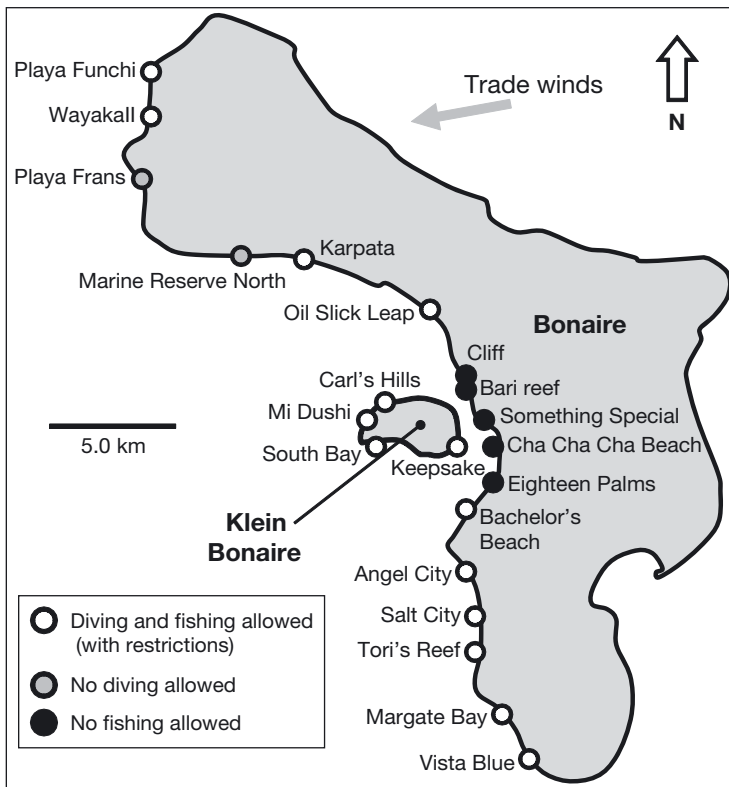 Playa Funchi
Trade winds
N
Wayakall
Playa Frans
Karpata
Marine Reserve North
Oil Slick Leap
Bonaire
Cliff
Carl's Hills
Bari reef
Mi Dushi
Something Special
5.0 km
South Bay
Keepsake
Cha Cha Cha Beach
Eighteen Palms
Klein
Bonaire
Bachelor's
Beach
Angel City
Salt City
Tori's Reef
Margate Bay
Vista Blue
Diving and fishing allowed
(with restrictions)
No diving allowed
No fishing allowed